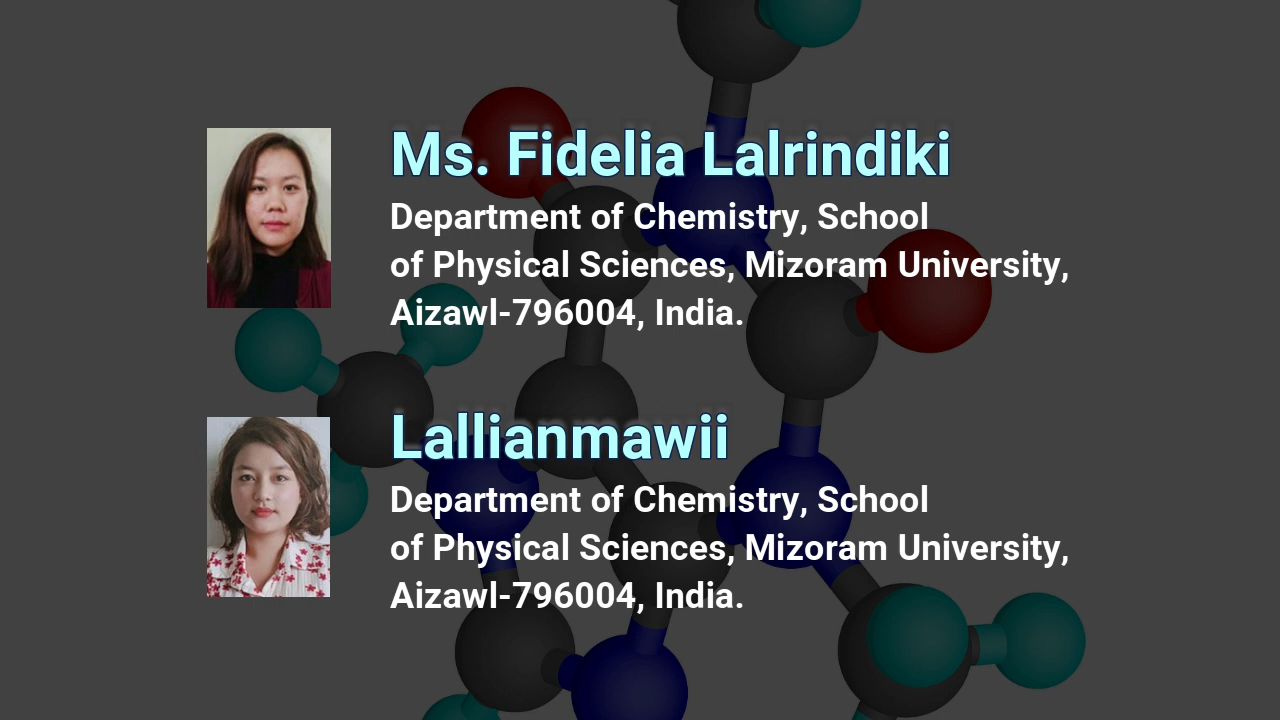 Ms. Fidelia Lalrindiki
Department of Chemistry, School
of Physical Sciences, Mizoram University,
Aizawl-796004, India.
Lallianmawii
Department of Chemistry, School
of Physical Sciences, Mizoram University,
Aizawl-796004, India.